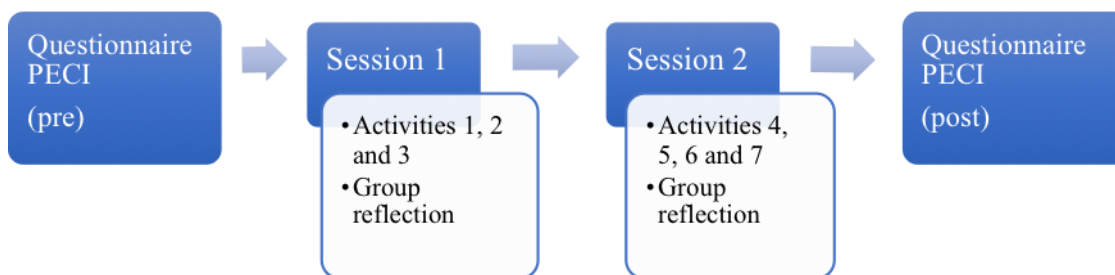 Questionnaire
PECI
(pre)
Session 1
•Activities 1, 2
and 3
•Group
reflection
Session 2
•Activities 4,
5, 6 and 7
•Group
reflection
Questionnaire
PECI
(post)